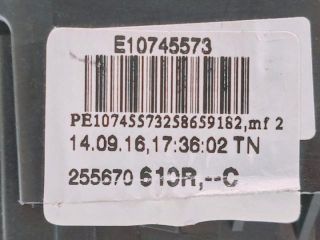 E10745573
PE10745573258659182,mf 2
14.09.16,17:36:02 TN
255670 610R,--C